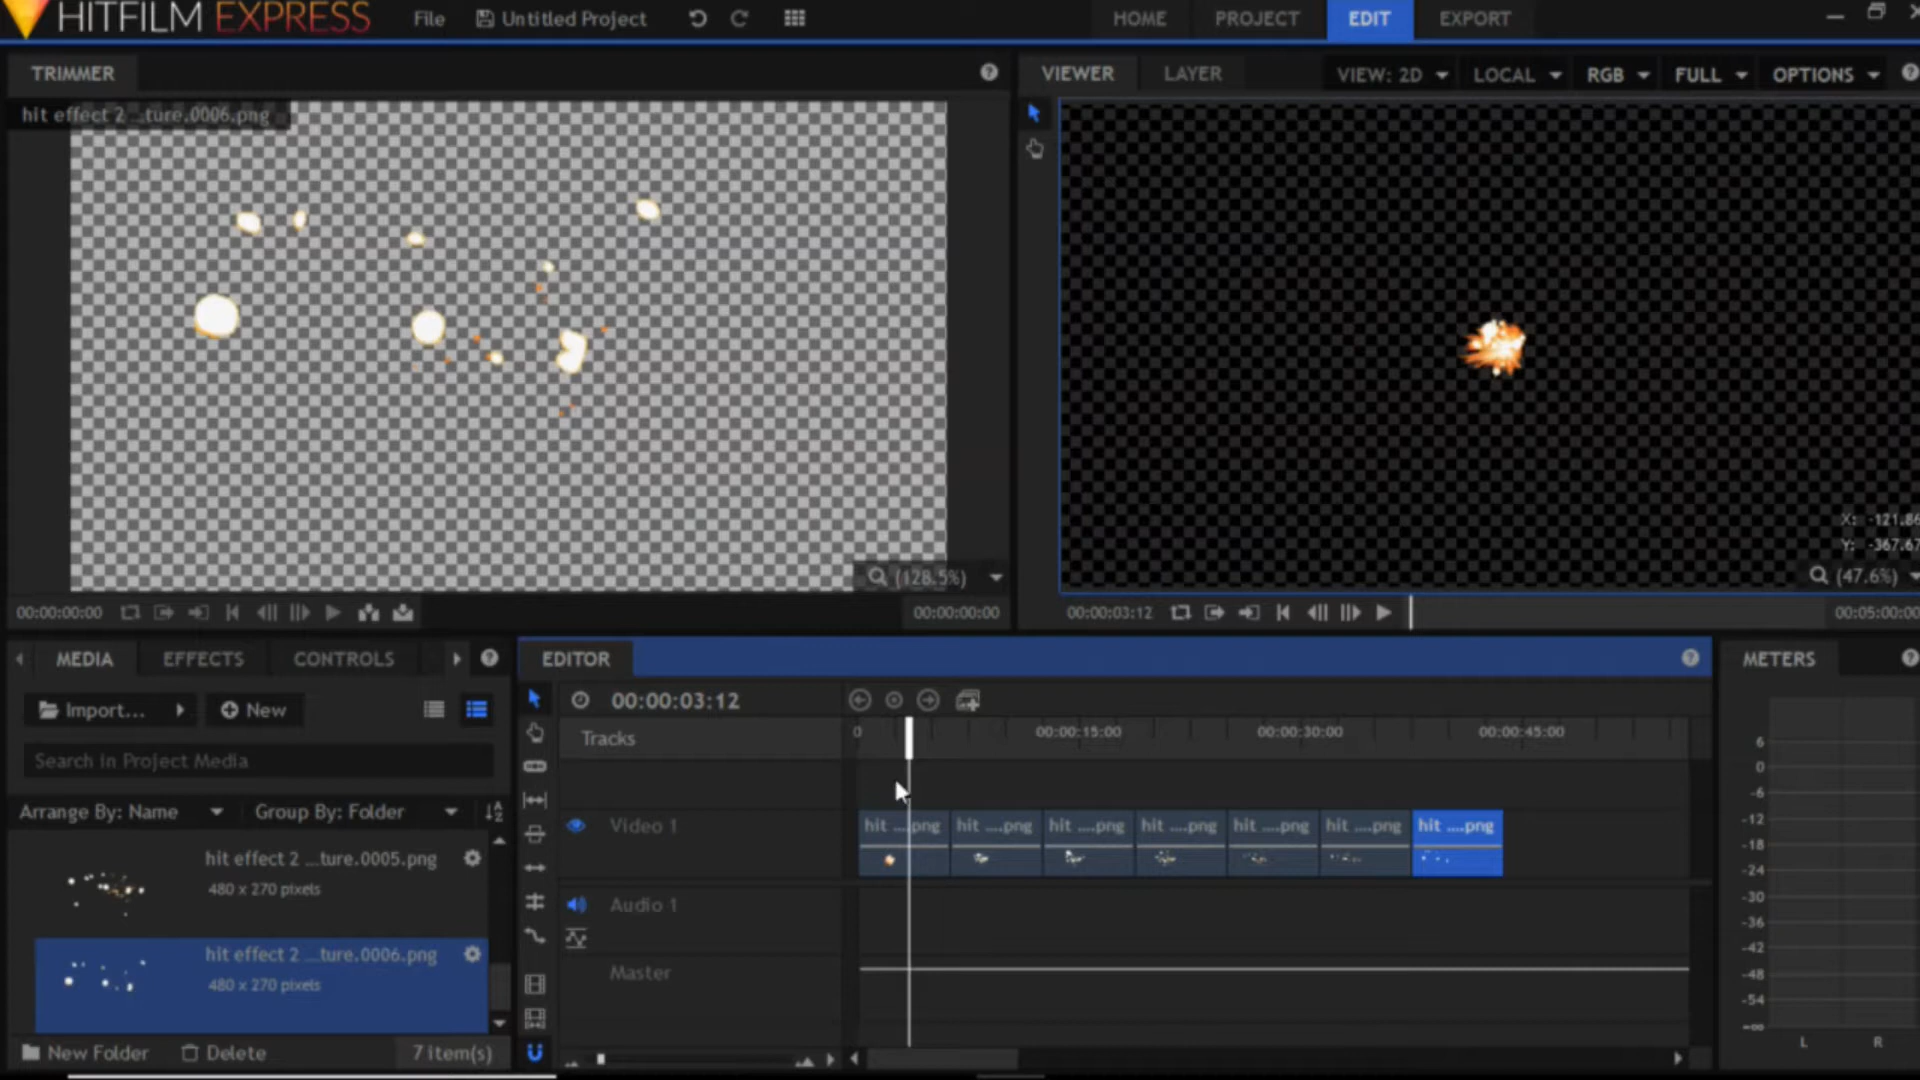 HITFILM EXPRESS
File
Untitled Project
HOME
PROJECT
EDIT
EXPORT
TRIMMER
VIEWER
LAYER
VIEW: 2D
LOCAL
RGB
FULL
OPTIONS
hit effect 2 ...ture.0006.png
X: -121.86
Y: -367.67
(128.5%)
(47.6%)
00:00:00:00
00:00:00:00
00:00:03:12
00:05:00:00
MEDIA
EFFECTS
CONTROLS
EDITOR
METERS
Import...
New
00:00:03:12
Search in Project Media
Tracks
0
00:00:15:00
00:00:30:00
00:00:45:00
Arrange By: Name
Group By: Folder
Video 1
hit ....png
hit ....png
hit ....png
hit ....png
hit ....png
hit ....png
hit ....png
hit effect 2 ...ture.0005.png
480 x 270 pixels
Audio 1
hit effect 2 ...ture.0006.png
480 x 270 pixels
Master
New Folder
Delete
7 item(s)
6
0
-6
-12
-18
-24
-30
-36
-42
-48
-54
-∞
L
R